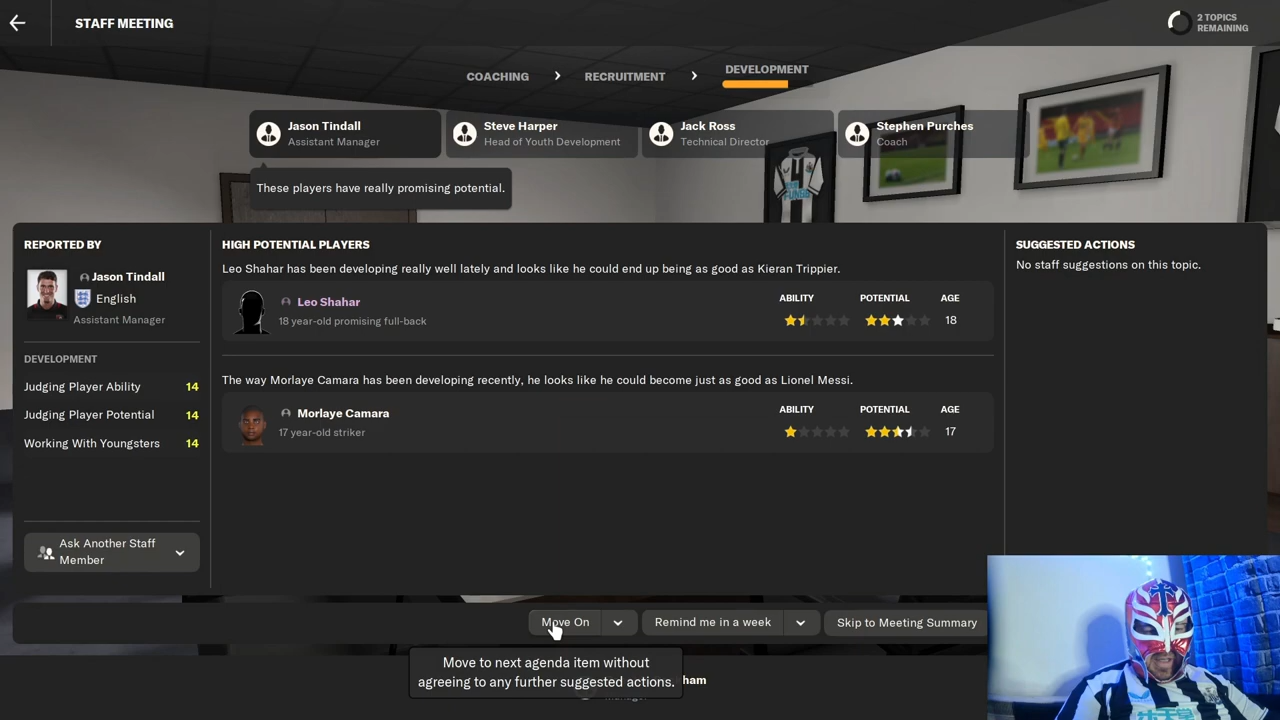 STAFF MEETING
2 TOPICS
REMAINING
COACHING
RECRUITMENT
DEVELOPMENT
Jason Tindall
Assistant Manager
Steve Harper
Head of Youth Development
Jack Ross
Technical Director
Stephen Purches
Coach
These players have really promising potential.
REPORTED BY
Jason Tindall
English
Assistant Manager
DEVELOPMENT
Judging Player Ability 14
Judging Player Potential 14
Working With Youngsters 14
Ask Another Staff
Member
HIGH POTENTIAL PLAYERS
Leo Shahar has been developing really well lately and looks like he could end up being as good as Kieran Trippier.
Leo Shahar
18 year-old promising full-back
ABILITY POTENTIAL AGE
18
The way Morlaye Camara has been developing recently, he looks like he could become just as good as Lionel Messi.
Morlaye Camara
17 year-old striker
ABILITY POTENTIAL AGE
17
SUGGESTED ACTIONS
No staff suggestions on this topic.
Move On
Remind me in a week
Skip to Meeting Summary
Move to next agenda item without
agreeing to any further suggested actions.